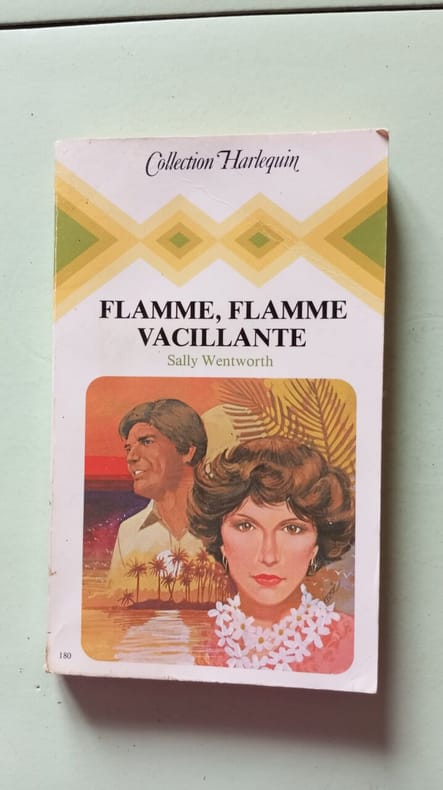 Collection Harlequin
FLAMME, FLAMME
VACILLANTE
Sally Wentworth
180